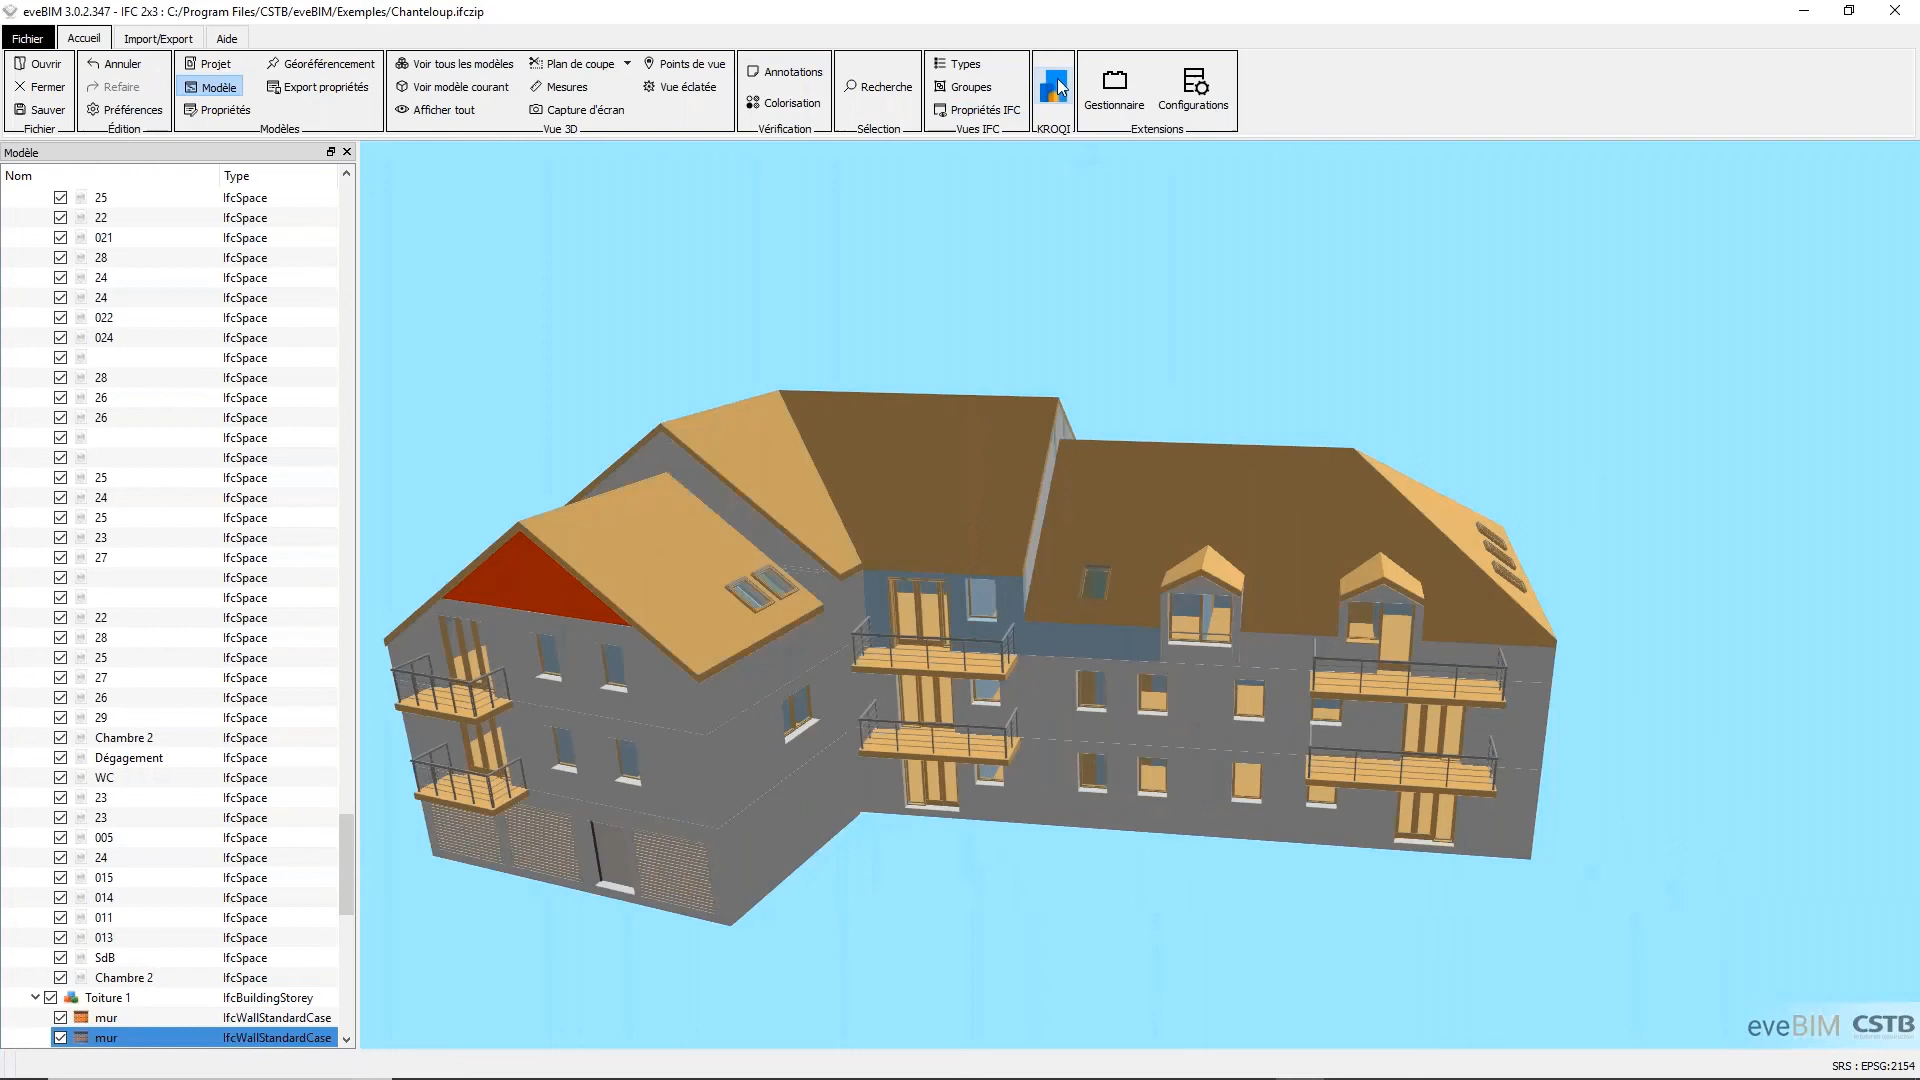 eveBIM 3.0.2.347 - IFC 2x3 : C:/Program Files/CSTB/eveBIM/Exemples/Chanteloup.ifczip
Fichier Accueil Import/Export Aide
Ouvrir Annuler Projet Géoréférencement Voir tous les modèles Plan de coupe Points de vue Types
Annotations
Fermer Refaire Modèle Export propriétés Voir modèle courant Mesures Vue éclatée Recherche Groupes
Colorisation Gestionnaire Configurations
Sauver Préférences Propriétés Afficher tout Capture d'écran Propriétés IFC
Fichier Édition Modèles Vue 3D Vérification Sélection Vues IFC KROQI Extensions
Modèle
Nom Type
25 IfcSpace
22 IfcSpace
021 IfcSpace
28 IfcSpace
24 IfcSpace
24 IfcSpace
022 IfcSpace
024 IfcSpace
IfcSpace
28 IfcSpace
26 IfcSpace
26 IfcSpace
IfcSpace
IfcSpace
25 IfcSpace
24 IfcSpace
25 IfcSpace
23 IfcSpace
27 IfcSpace
IfcSpace
IfcSpace
22 IfcSpace
28 IfcSpace
25 IfcSpace
27 IfcSpace
26 IfcSpace
29 IfcSpace
Chambre 2 IfcSpace
Dégagement IfcSpace
WC IfcSpace
23 IfcSpace
23 IfcSpace
005 IfcSpace
24 IfcSpace
015 IfcSpace
014 IfcSpace
011 IfcSpace
013 IfcSpace
SdB IfcSpace
Chambre 2 IfcSpace
Toiture 1 IfcBuildingStorey
mur IfcWallStandardCase
mur IfcWallStandardCase
eveBIM CSTB
SRS : EPSG:2154